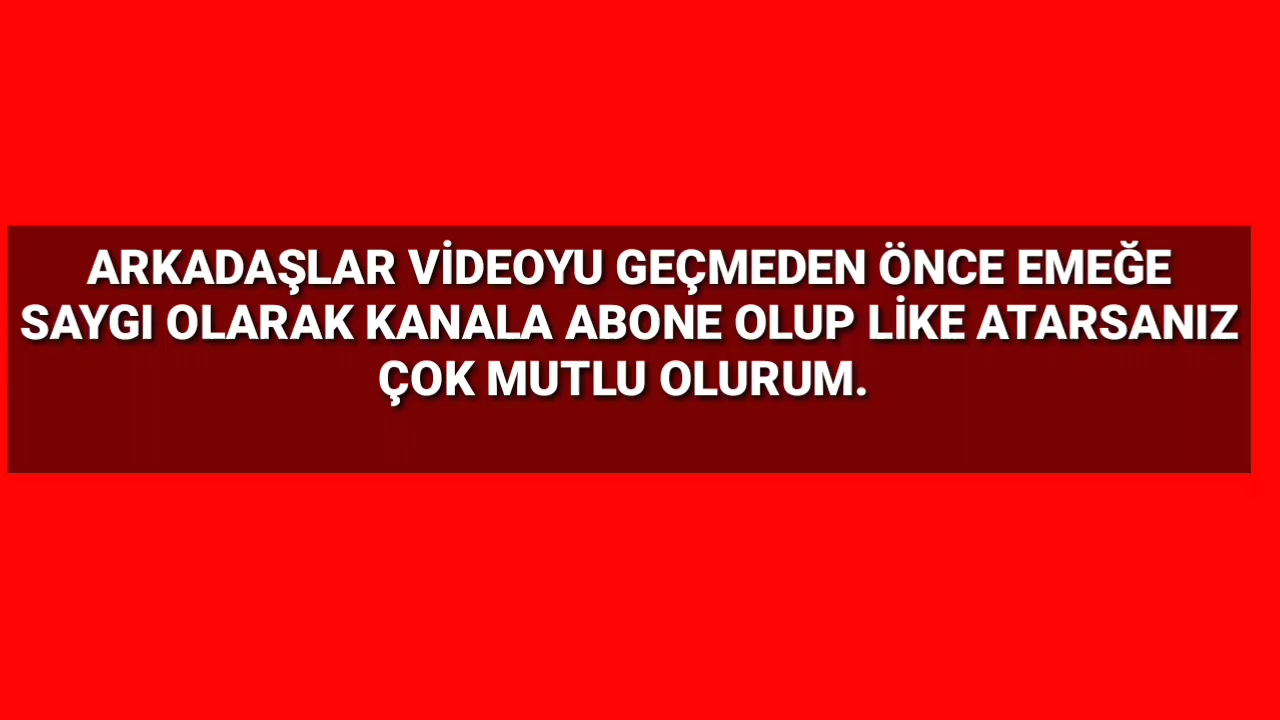 ARKADAŞLAR VİDEOYU GEÇMEDEN ÖNCE EMEĞE
SAYGI OLARAK KANALA ABONE OLUP LİKE ATARSANIZ
ÇOK MUTLU OLURUM.